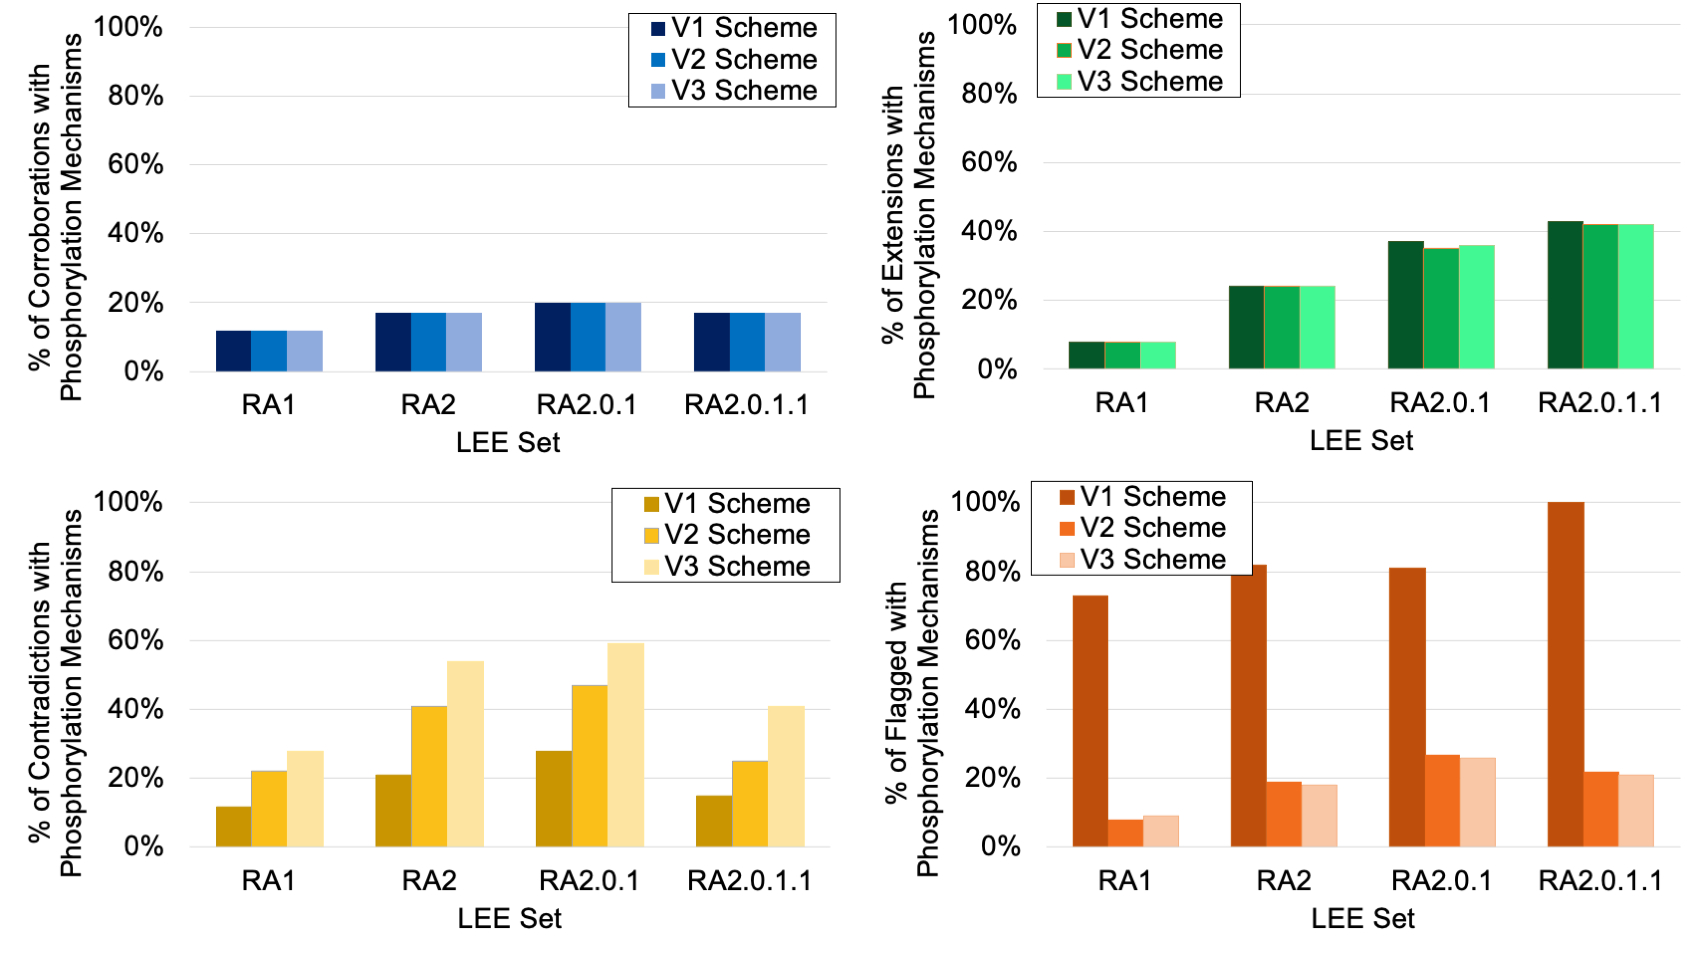 % of Corroborations with
Phosphorylation Mechanisms
100%
80%
60%
40%
20%
0%
V1 Scheme
V2 Scheme
V3 Scheme
RA1
RA2
RA2.0.1
RA2.0.1.1
LEE Set
% of Extensions with
Phosphorylation Mechanisms
100%
80%
60%
40%
20%
0%
V1 Scheme
V2 Scheme
V3 Scheme
RA1
RA2
RA2.0.1
RA2.0.1.1
LEE Set
% of Contradictions with
Phosphorylation Mechanisms
100%
80%
60%
40%
20%
0%
V1 Scheme
V2 Scheme
V3 Scheme
RA1
RA2
RA2.0.1
RA2.0.1.1
LEE Set
% of Flagged with
Phosphorylation Mechanisms
100%
80%
60%
40%
20%
0%
V1 Scheme
V2 Scheme
V3 Scheme
RA1
RA2
RA2.0.1
RA2.0.1.1
LEE Set